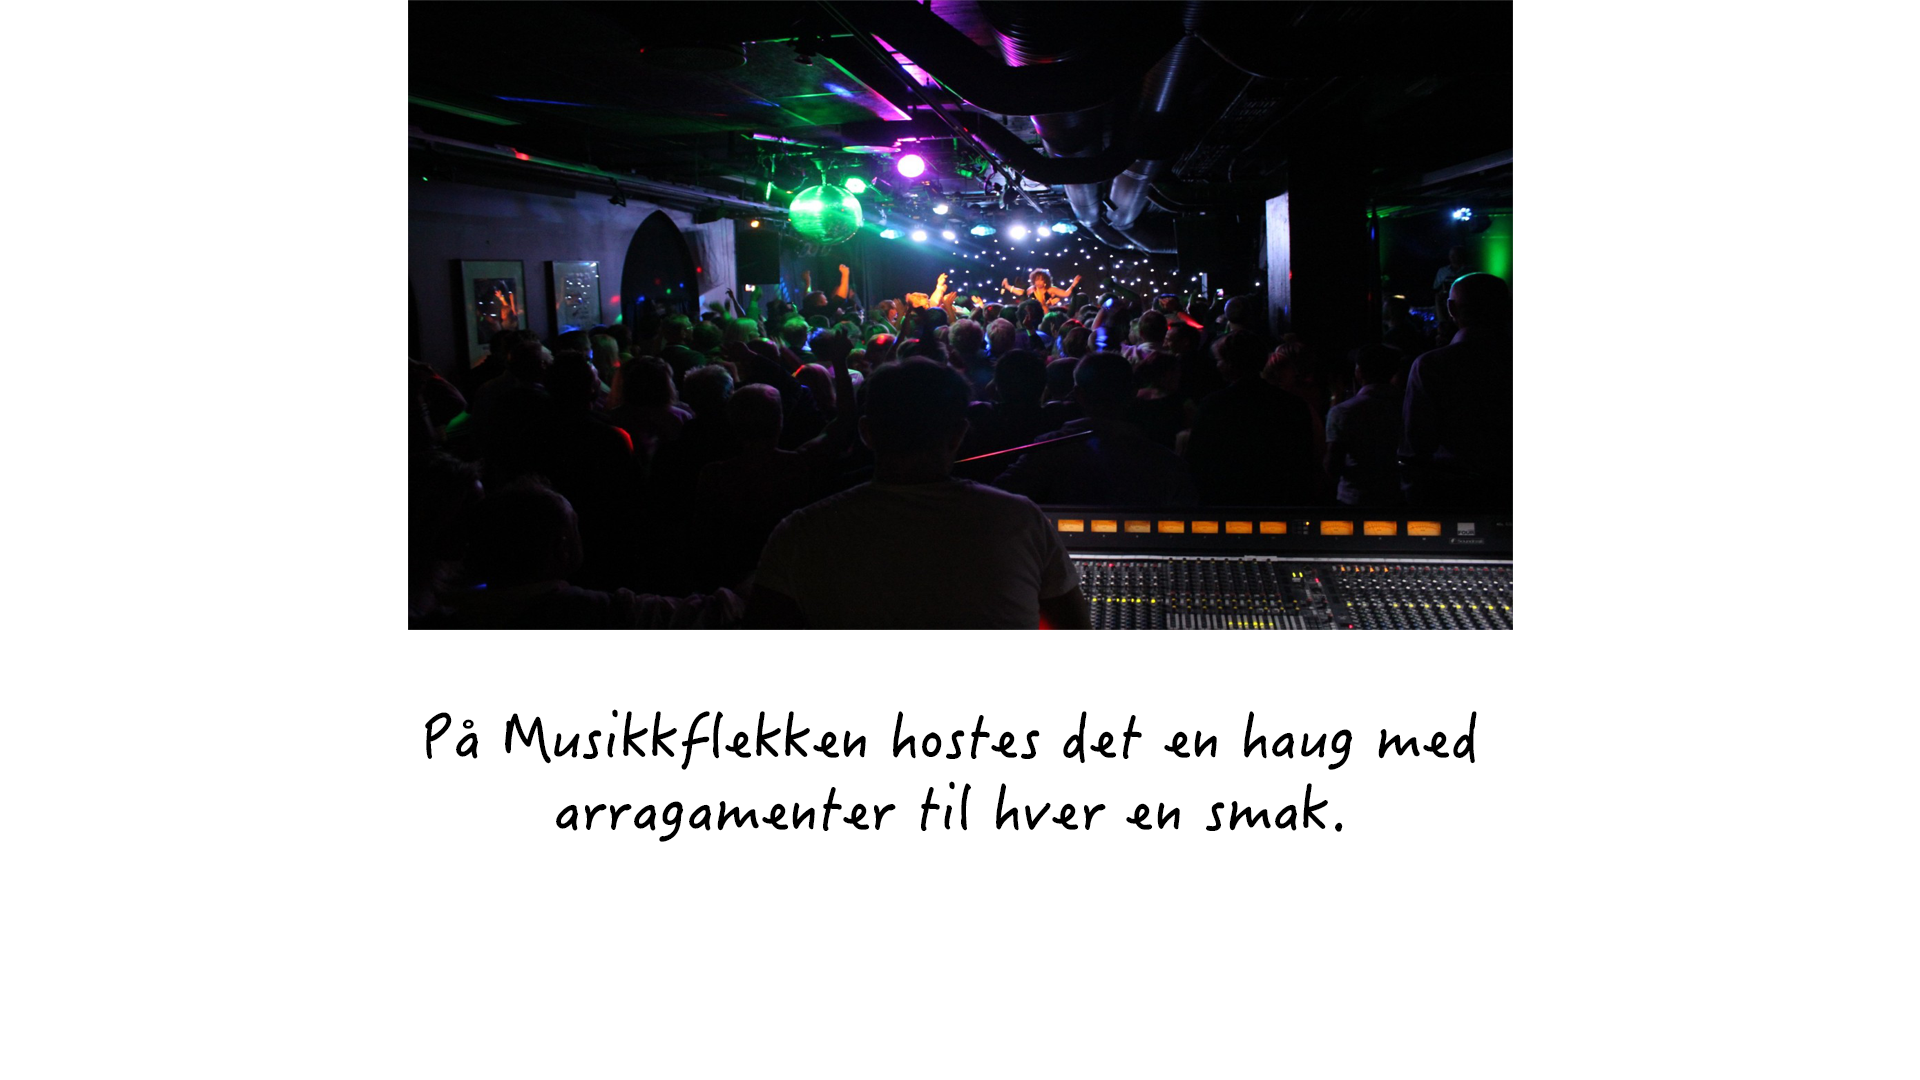 På Musikkflekken hostes det en haug med
arragamenter til hver en smak.